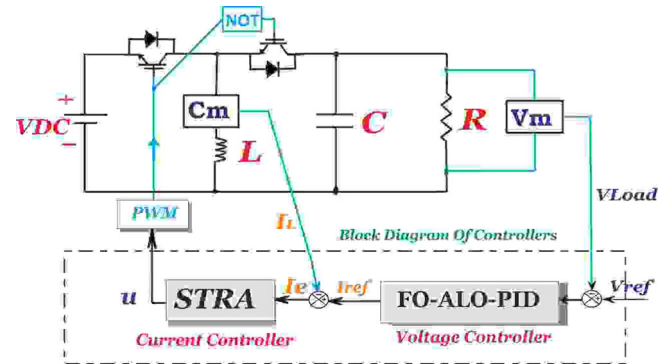 NOT
+
VDC
−
Cm
L
C
R
Vm
PWM
IL
VLoad
Block Diagram Of Controllers
u
STRA
Ie
Iref
FO-ALO-PID
Vref
Current Controller
Voltage Controller